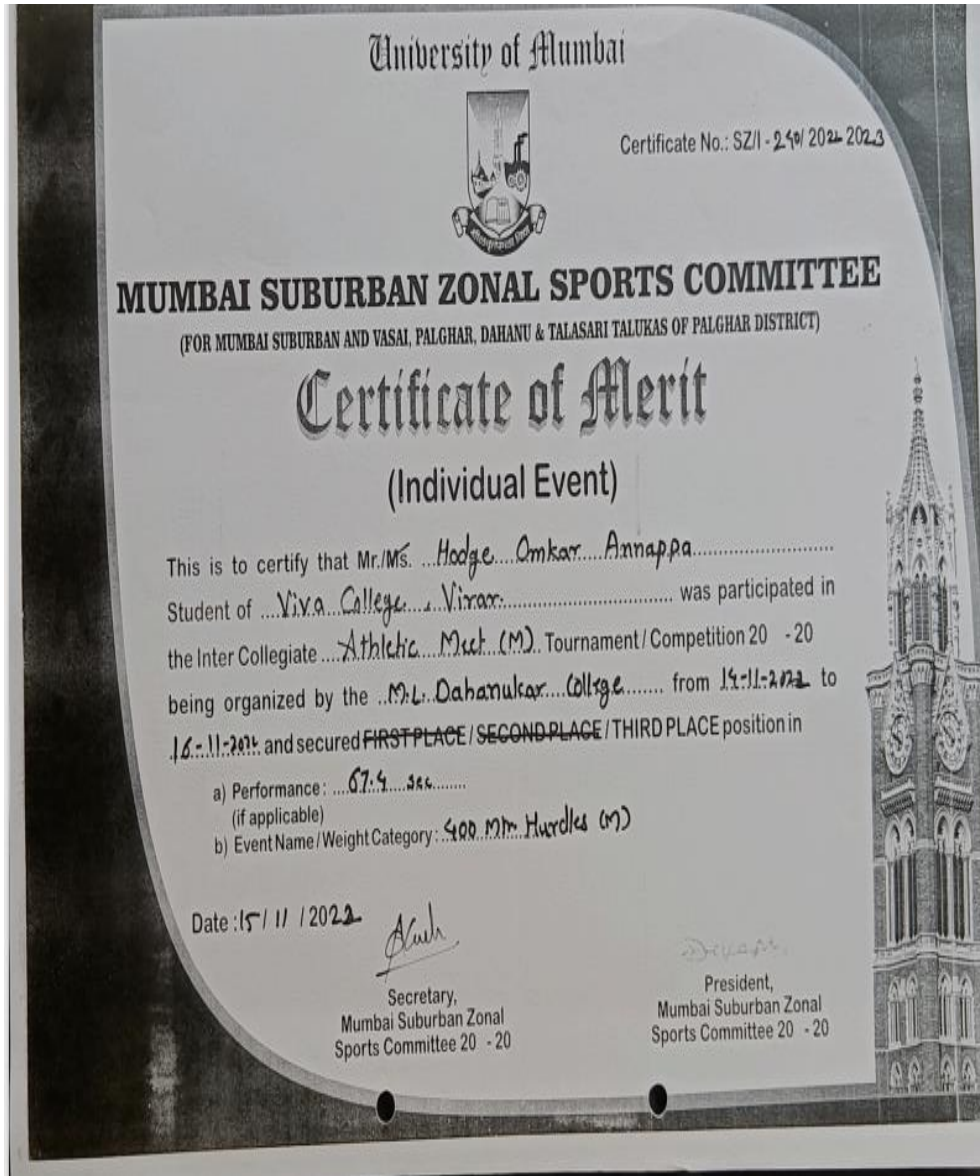 University of Mumbai
Certificate No.: SZ/I - 240/ 2022 2023
MUMBAI SUBURBAN ZONAL SPORTS COMMITTEE
(FOR MUMBAI SUBURBAN AND VASAI, PALGHAR, DAHANU & TALASARI TALUKAS OF PALGHAR DISTRICT)
Certificate of Merit
(Individual Event)
This is to certify that Mr./Ms. Hodge Omkar Annappa
Student of Viva College, Virar. was participated in
the Inter Collegiate Athletic Meet (M) Tournament / Competition 20 - 20
being organized by the M.L. Dahanukar College from 14-11-2022 to
16-11-2022 and secured FIRST PLACE / SECOND PLACE / THIRD PLACE position in
a) Performance : 67.4 sec
(if applicable)
b) Event Name / Weight Category : 400 Mtr Hurdles (M)
Date : 15 / 11 / 2022
Secretary,
Mumbai Suburban Zonal
Sports Committee 20 - 20
President,
Mumbai Suburban Zonal
Sports Committee 20 - 20